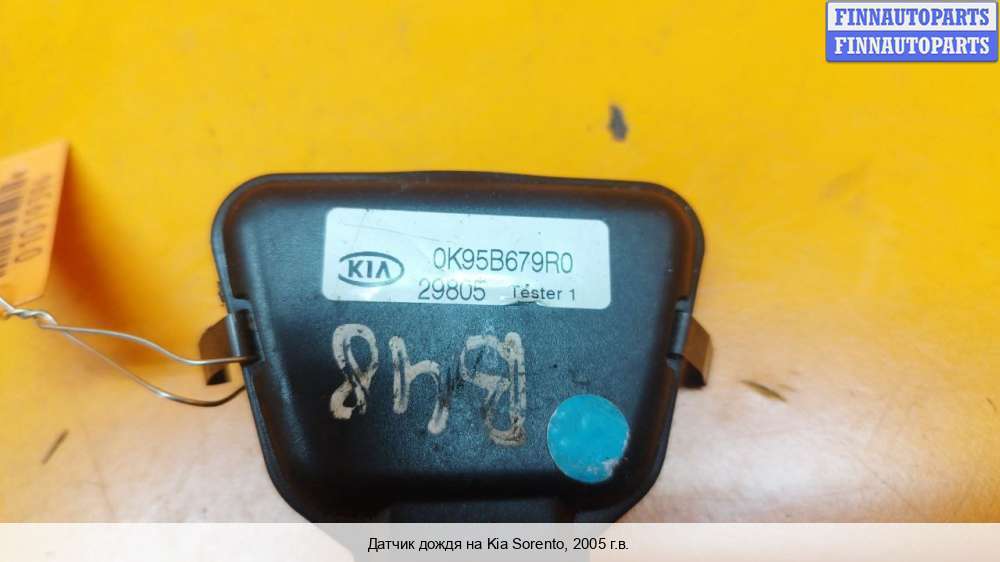 FINNAUTOPARTS
FINNAUTOPARTS
KIA
0K95B679R0
29805 Tester 1
Датчик дождя на Kia Sorento, 2005 г.в.